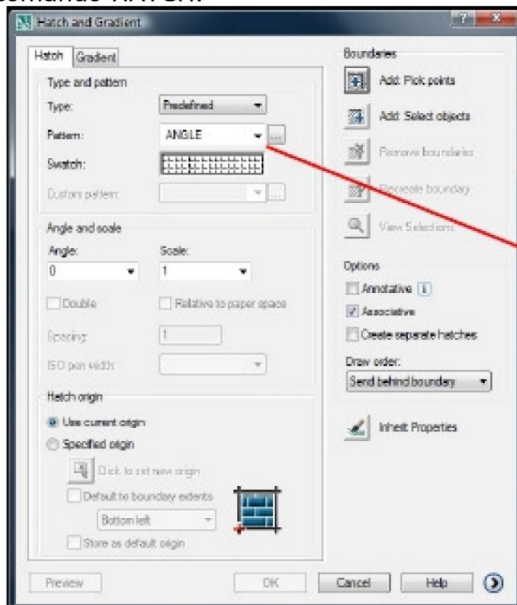 comando HATCH.
Hatch and Gradient
Hatch Gradient
Type and pattern
Type: Predefined
Pattern: ANGLE ...
Swatch:
Custom pattern: ...
Angle and scale
Angle: Scale:
0 1
Double Relative to paper space
Spacing: 1
ISO pen width:
Hatch origin
Use current origin
Specified origin
Click to set new origin
Default to boundary extents
Bottom left
Store as default origin
Boundaries
Add: Pick points
Add: Select objects
Remove boundaries
Recreate boundary
View Selections
Options
Annotative
Associative
Create separate hatches
Draw order:
Send behind boundary
Inherit Properties
Preview OK Cancel Help